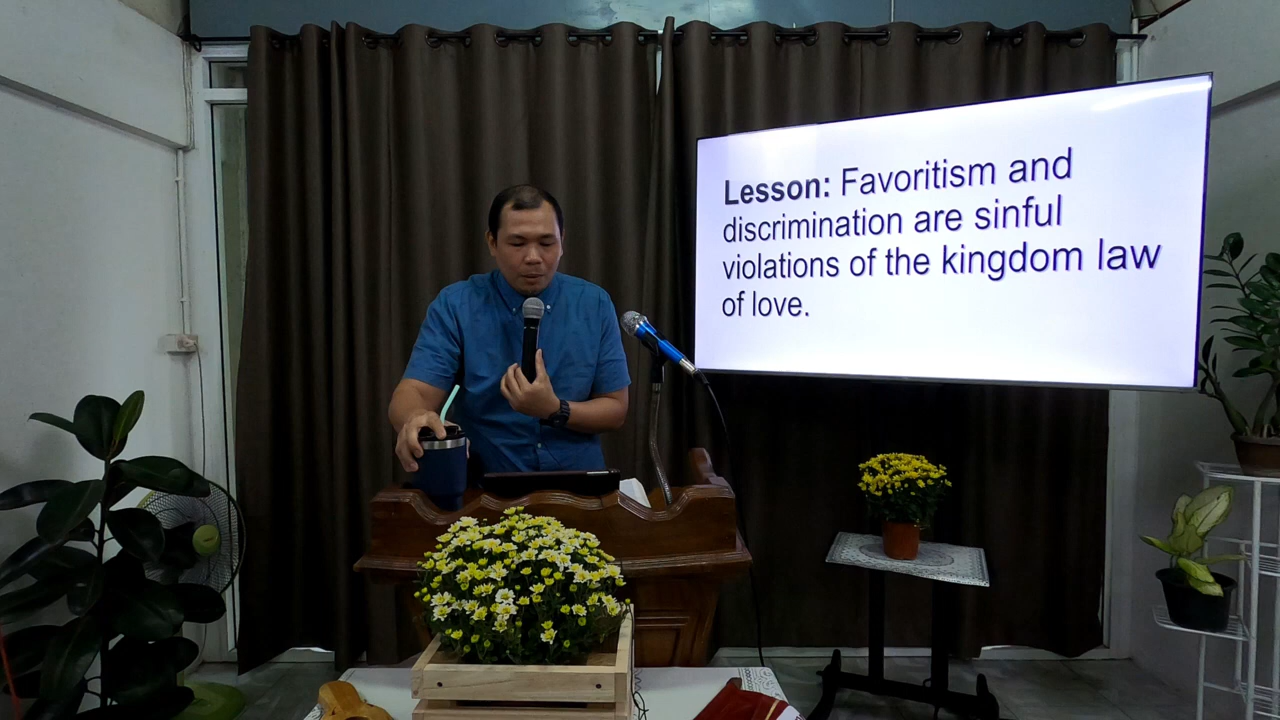 Lesson: Favoritism and
discrimination are sinful
violations of the kingdom law
of love.